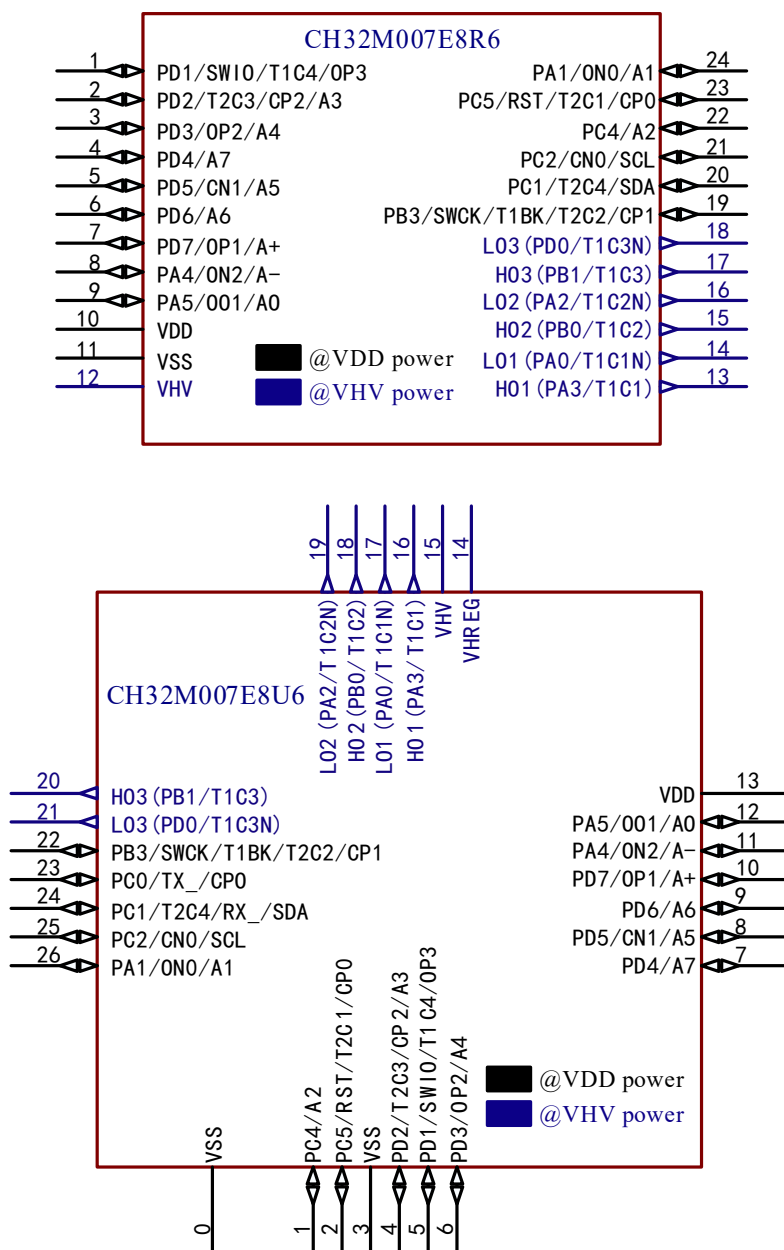 CH32M007E8R6
1 PD1/SWIO/T1C4/OP3
2 PD2/T2C3/CP2/A3
3 PD3/OP2/A4
4 PD4/A7
5 PD5/CN1/A5
6 PD6/A6
7 PD7/OP1/A+
8 PA4/ON2/A-
9 PA5/OO1/A0
10 VDD
11 VSS
12 VHV
PA1/ON0/A1 24
PC5/RST/T2C1/CP0 23
PC4/A2 22
PC2/CN0/SCL 21
PC1/T2C4/SDA 20
PB3/SWCK/T1BK/T2C2/CP1 19
LO3(PD0/T1C3N) 18
HO3(PB1/T1C3) 17
LO2(PA2/T1C2N) 16
HO2(PB0/T1C2) 15
LO1(PA0/T1C1N) 14
HO1(PA3/T1C1) 13
@VDD power
@VHV power
CH32M007E8U6
19 LO2(PA2/T1C2N)
18 HO2(PB0/T1C2)
17 LO1(PA0/T1C1N)
16 HO1(PA3/T1C1)
15 VHV
14 VHREG
20 HO3(PB1/T1C3)
21 LO3(PD0/T1C3N)
22 PB3/SWCK/T1BK/T2C2/CP1
23 PC0/TX_/CP0
24 PC1/T2C4/RX_/SDA
25 PC2/CN0/SCL
26 PA1/ON0/A1
VDD 13
PA5/OO1/A0 12
PA4/ON2/A- 11
PD7/OP1/A+ 10
PD6/A6 9
PD5/CN1/A5 8
PD4/A7 7
0 VSS
1 PC4/A2
2 PC5/RST/T2C1/CP0
3 VSS
4 PD2/T2C3/CP2/A3
5 PD1/SWIO/T1C4/OP3
6 PD3/OP2/A4
@VDD power
@VHV power